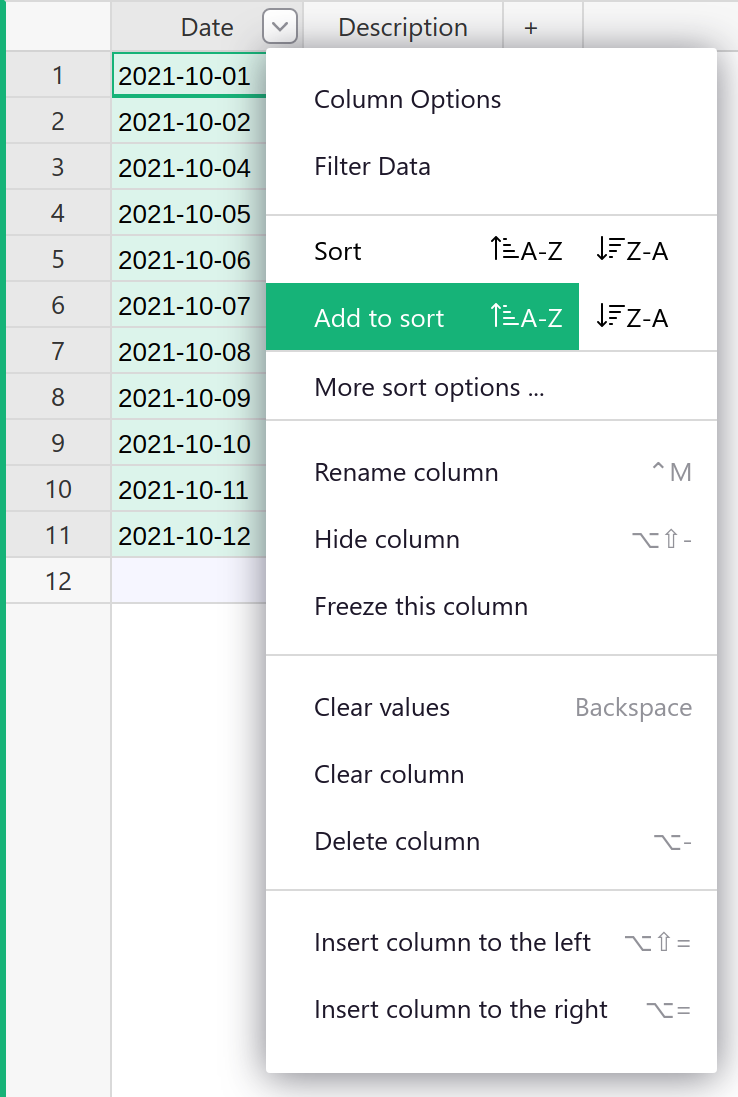 Date Description +
1 2021-10-01
2 2021-10-02
3 2021-10-04
4 2021-10-05
5 2021-10-06
6 2021-10-07
7 2021-10-08
8 2021-10-09
9 2021-10-10
10 2021-10-11
11 2021-10-12
12
Column Options
Filter Data
Sort A-Z Z-A
Add to sort A-Z Z-A
More sort options ...
Rename column ⌃M
Hide column ⌥⇧-
Freeze this column
Clear values Backspace
Clear column
Delete column ⌥-
Insert column to the left ⌥⇧=
Insert column to the right ⌥=